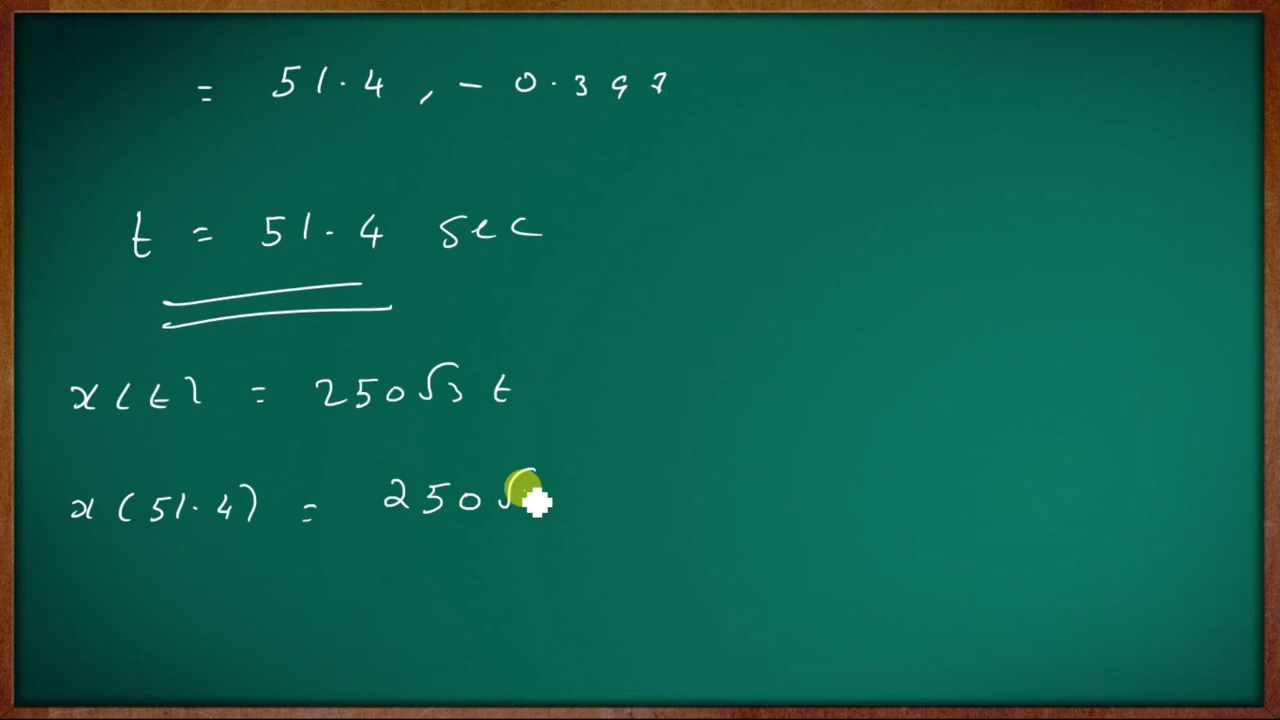 = 51.4 , - 0.397
t = 51.4 sec
x(t) = 250√3 t
x(51.4) = 250√